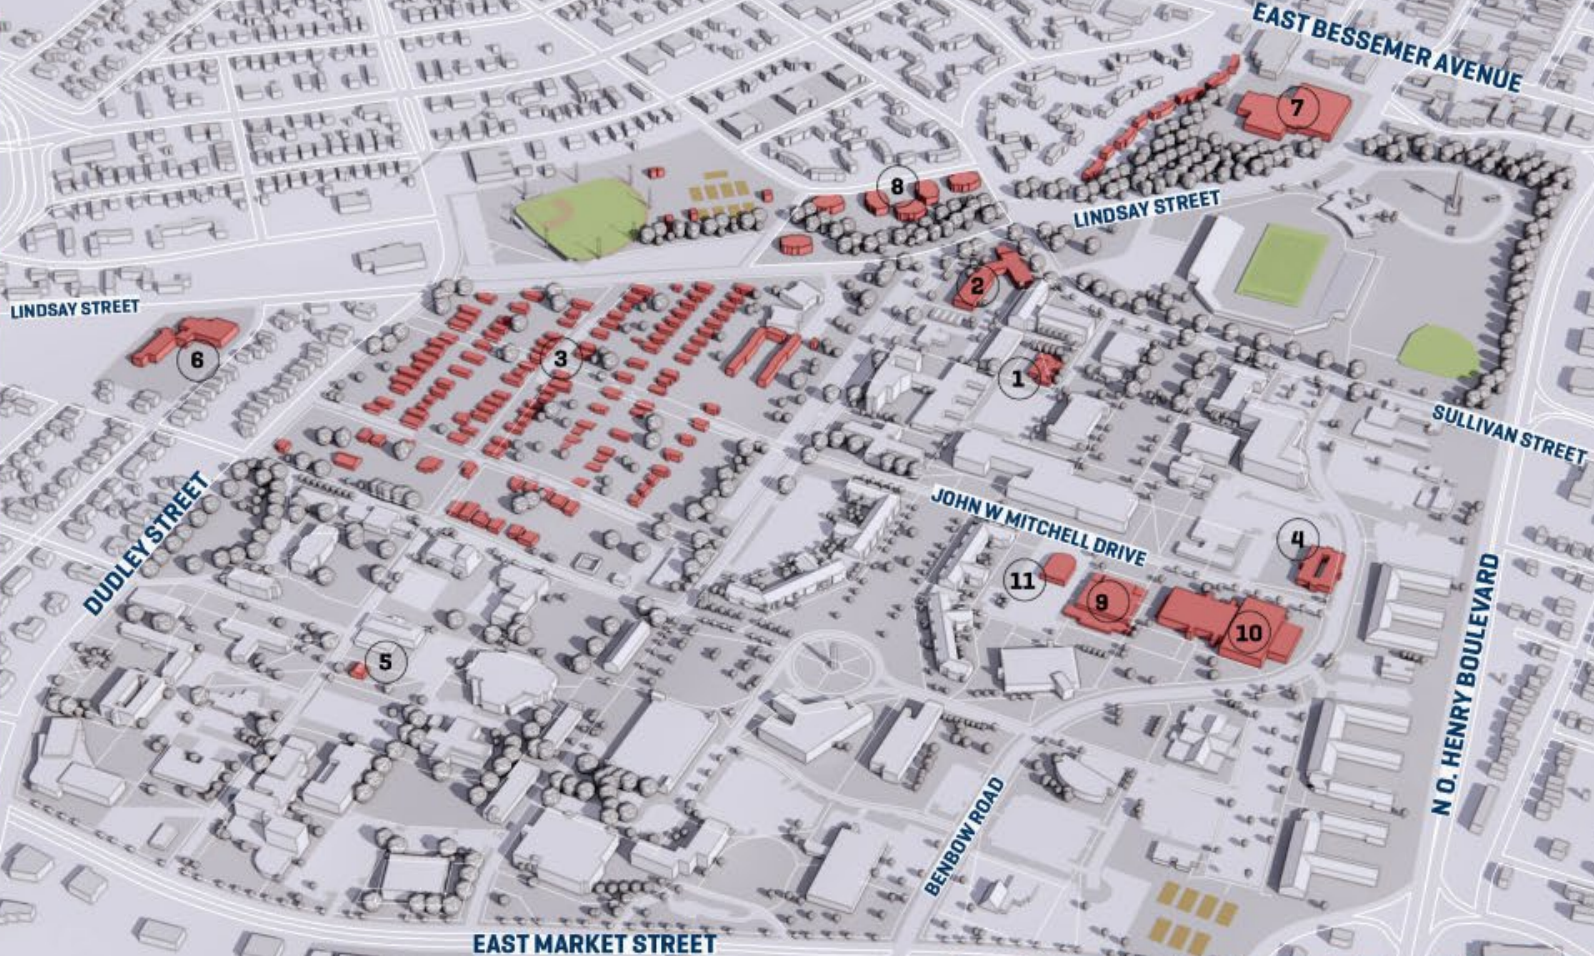 EAST BESSEMER AVENUE
7
8
LINDSAY STREET
2
LINDSAY STREET
6
3
1
SULLIVAN STREET
DUDLEY STREET
JOHN W MITCHELL DRIVE
4
11
9
10
5
N O. HENRY BOULEVARD
BENBOW ROAD
EAST MARKET STREET